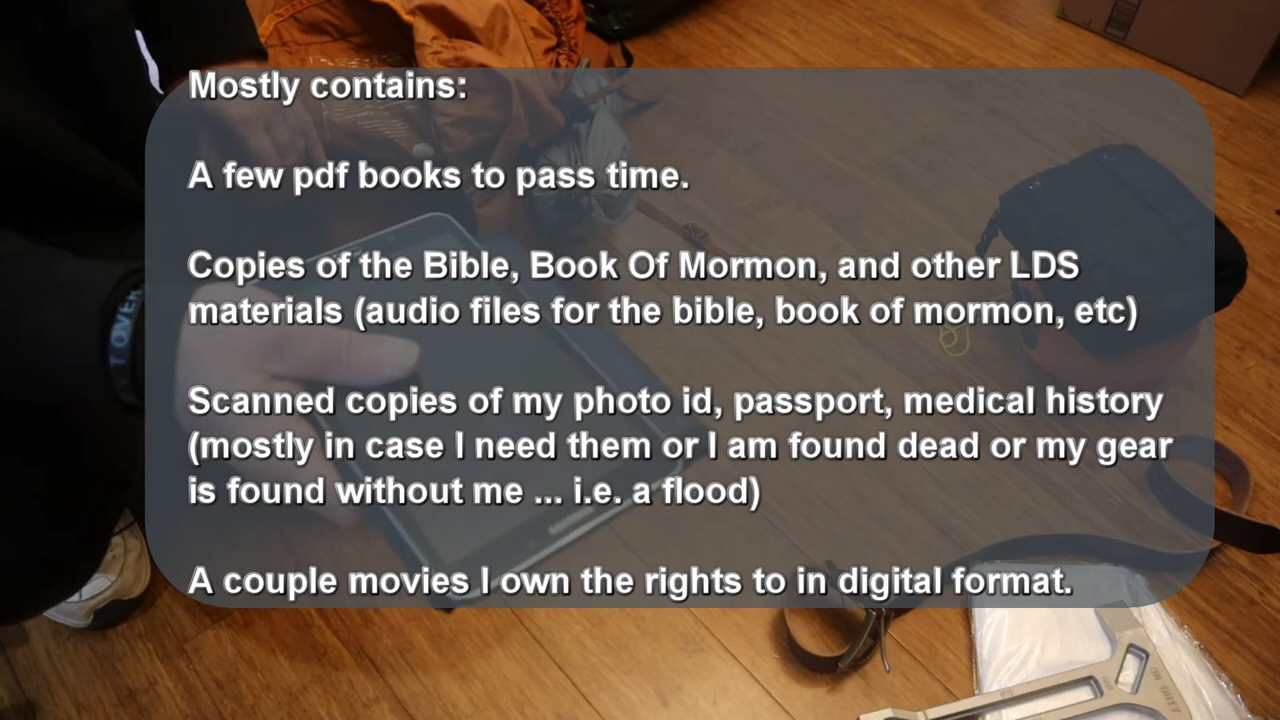 Mostly contains:
A few pdf books to pass time.
Copies of the Bible, Book Of Mormon, and other LDS
materials (audio files for the bible, book of mormon, etc)
Scanned copies of my photo id, passport, medical history
(mostly in case I need them or I am found dead or my gear
is found without me ... i.e. a flood)
A couple movies I own the rights to in digital format.